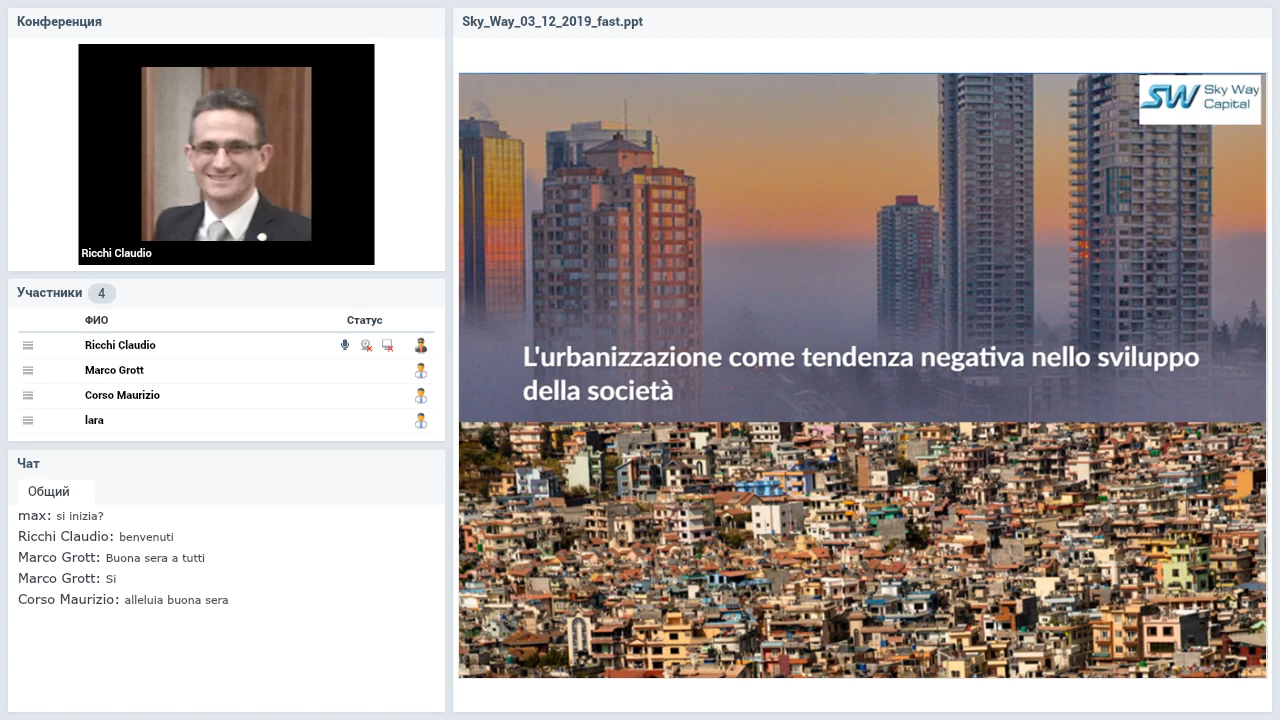 Конференция
Ricchi Claudio
Участники 4
ФИО Статус
Ricchi Claudio
Marco Grott
Corso Maurizio
lara
Чат
Общий
max: si inizia?
Ricchi Claudio: benvenuti
Marco Grott: Buona sera a tutti
Marco Grott: Si
Corso Maurizio: alleluia buona sera
Sky_Way_03_12_2019_fast.ppt
SW Sky Way
Capital
L'urbanizzazione come tendenza negativa nello sviluppo
della società